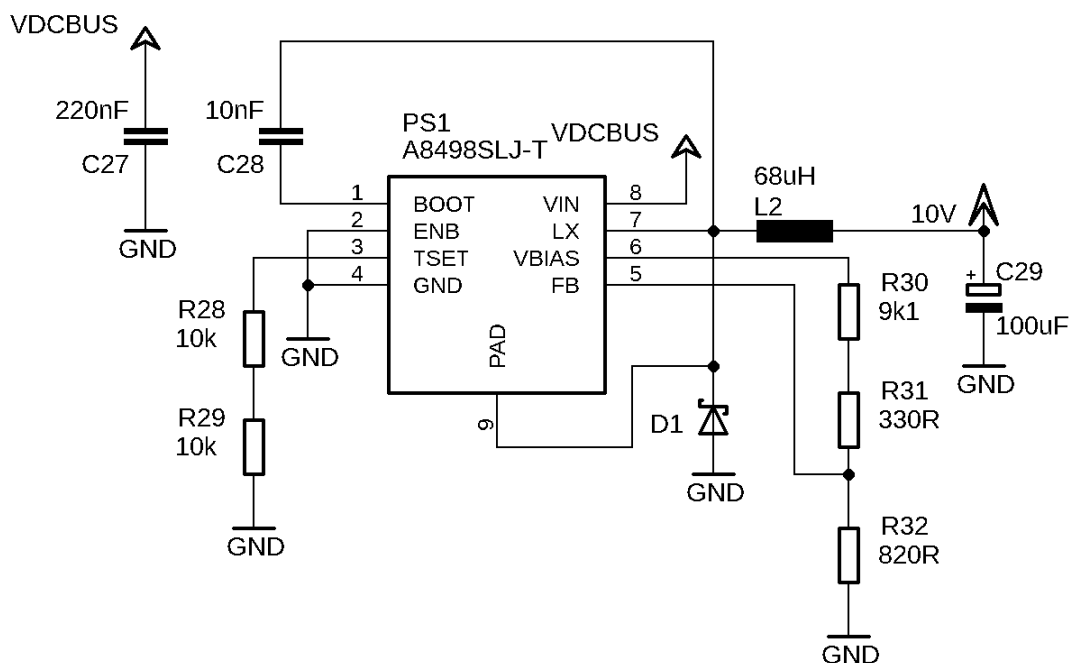 VDCBUS
220nF
C27
GND
10nF
C28
PS1
A8498SLJ-T
VDCBUS
1
2
3
4
BOOT
ENB
TSET
GND
VIN
LX
VBIAS
FB
PAD
8
7
6
5
9
68uH
L2
10V
+
C29
100uF
GND
R28
10k
R29
10k
GND
GND
D1
GND
R30
9k1
R31
330R
R32
820R
GND